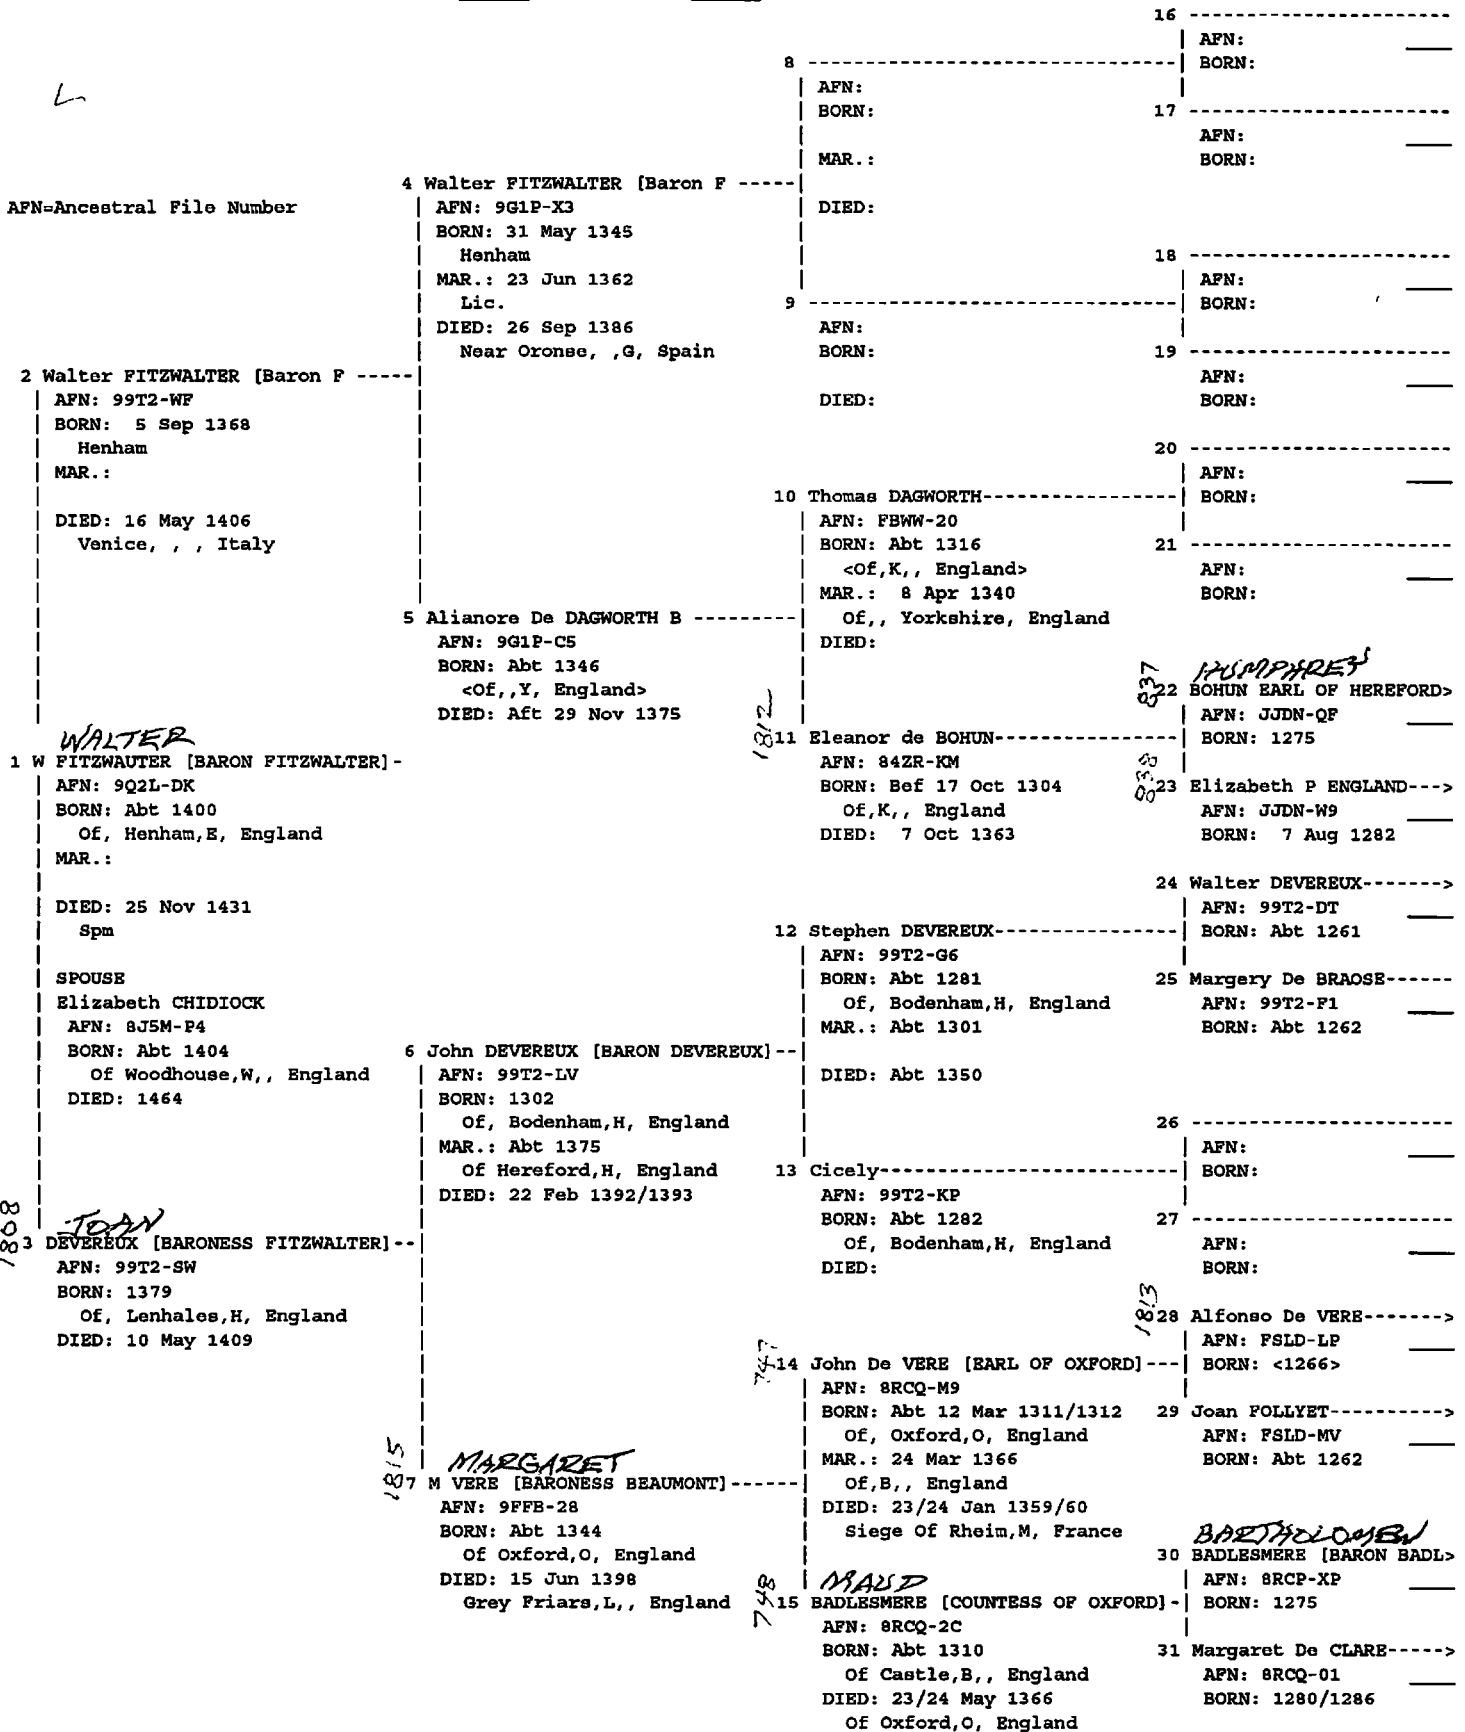 L
AFN=Ancestral File Number
WALTER
1 W FITZWAUTER [BARON FITZWALTER]-
AFN: 9Q2L-DK
BORN: Abt 1400
Of, Henham,E, England
MAR.:
DIED: 25 Nov 1431
Spm
SPOUSE
Elizabeth CHIDIOCK
AFN: 8J5M-P4
BORN: Abt 1404
Of Woodhouse,W,, England
DIED: 1464
2 Walter FITZWALTER [Baron F -----
AFN: 99T2-WF
BORN: 5 Sep 1368
Henham
MAR.:
DIED: 16 May 1406
Venice, , , Italy
1808
JOAN
3 DEVEREUX [BARONESS FITZWALTER]--
AFN: 99T2-SW
BORN: 1379
Of, Lenhales,H, England
DIED: 10 May 1409
4 Walter FITZWALTER [Baron F -----
AFN: 9G1P-X3
BORN: 31 May 1345
Henham
MAR.: 23 Jun 1362
Lic.
DIED: 26 Sep 1386
Near Oronse, ,G, Spain
5 Alianore De DAGWORTH B ---------
AFN: 9G1P-C5
BORN: Abt 1346
<Of,,Y, England>
DIED: Aft 29 Nov 1375
6 John DEVEREUX [BARON DEVEREUX]--
AFN: 99T2-LV
BORN: 1302
Of, Bodenham,H, England
MAR.: Abt 1375
Of Hereford,H, England
DIED: 22 Feb 1392/1393
1815
MARGARET
7 M VERE [BARONESS BEAUMONT]------
AFN: 9FFB-28
BORN: Abt 1344
Of Oxford,O, England
DIED: 15 Jun 1398
Grey Friars,L,, England
8 -------------------------------
AFN:
BORN:
MAR.:
DIED:
9 -------------------------------
AFN:
BORN:
DIED:
10 Thomas DAGWORTH-----------------
AFN: FBWW-20
BORN: Abt 1316
<Of,K,, England>
MAR.: 8 Apr 1340
Of,, Yorkshire, England
DIED:
1812
11 Eleanor de BOHUN----------------
AFN: 84ZR-KM
BORN: Bef 17 Oct 1304
Of,K,, England
DIED: 7 Oct 1363
12 Stephen DEVEREUX----------------
AFN: 99T2-G6
BORN: Abt 1281
Of, Bodenham,H, England
MAR.: Abt 1301
DIED: Abt 1350
13 Cicely--------------------------
AFN: 99T2-KP
BORN: Abt 1282
Of, Bodenham,H, England
DIED:
747
14 John De VERE [EARL OF OXFORD]---
AFN: 8RCQ-M9
BORN: Abt 12 Mar 1311/1312
Of, Oxford,O, England
MAR.: 24 Mar 1366
Of,B,, England
DIED: 23/24 Jan 1359/60
Siege Of Rheim,M, France
748
MAUD
15 BADLESMERE [COUNTESS OF OXFORD]-
AFN: 8RCQ-2C
BORN: Abt 1310
Of Castle,B,, England
DIED: 23/24 May 1366
Of Oxford,O, England
16 ----------------------
AFN:
BORN:
17 ----------------------
AFN:
BORN:
18 ----------------------
AFN:
BORN:
19 ----------------------
AFN:
BORN:
20 ----------------------
AFN:
BORN:
21 ----------------------
AFN:
BORN:
837
HUMPHREY
22 BOHUN EARL OF HEREFORD>
AFN: JJDN-QF
BORN: 1275
838
23 Elizabeth P ENGLAND--->
AFN: JJDN-W9
BORN: 7 Aug 1282
24 Walter DEVEREUX------->
AFN: 99T2-DT
BORN: Abt 1261
25 Margery De BRAOSE------
AFN: 99T2-F1
BORN: Abt 1262
26 ----------------------
AFN:
BORN:
27 ----------------------
AFN:
BORN:
1813
28 Alfonso De VERE------->
AFN: FSLD-LP
BORN: <1266>
29 Joan FOLLYET---------->
AFN: FSLD-MV
BORN: Abt 1262
BARTHOLOMEW
30 BADLESMERE [BARON BADL>
AFN: 8RCP-XP
BORN: 1275
31 Margaret De CLARE----->
AFN: 8RCQ-01
BORN: 1280/1286